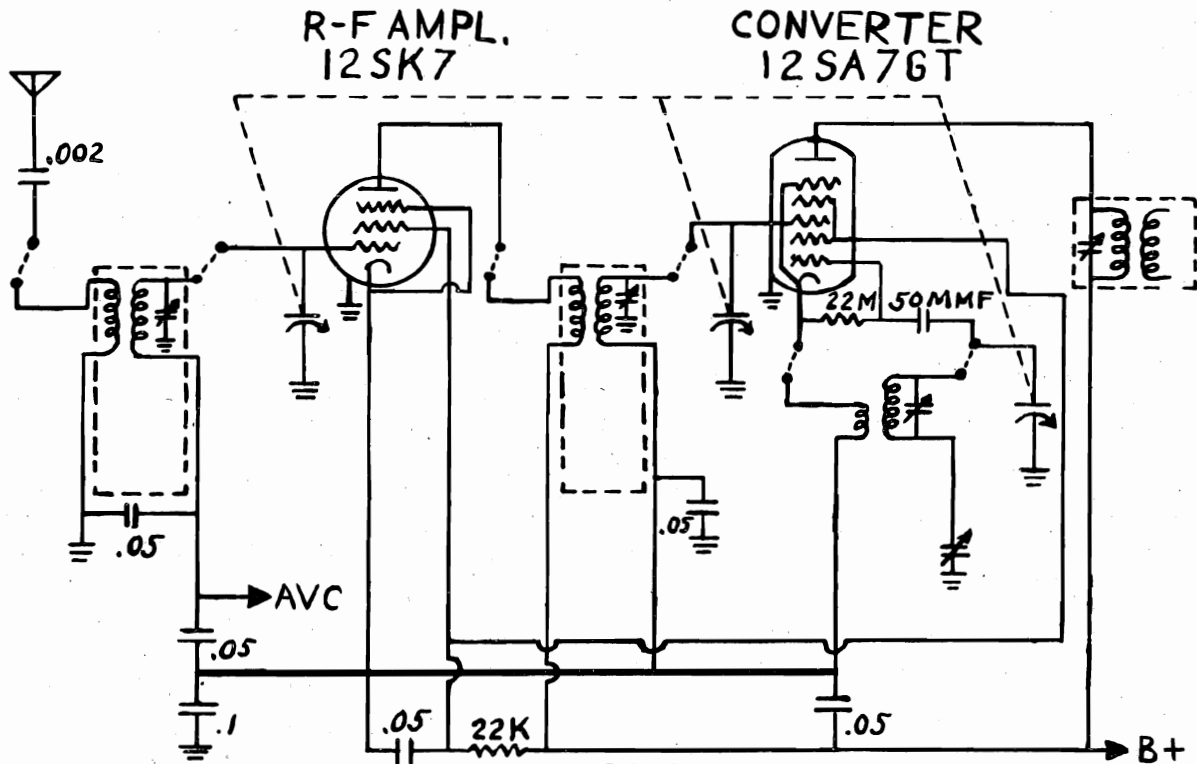 R-F AMPL.
12SK7
CONVERTER
12SA7GT
.002
22M
50MMF
.05
.05
AVC
.05
.1
.05
22K
.05
B+